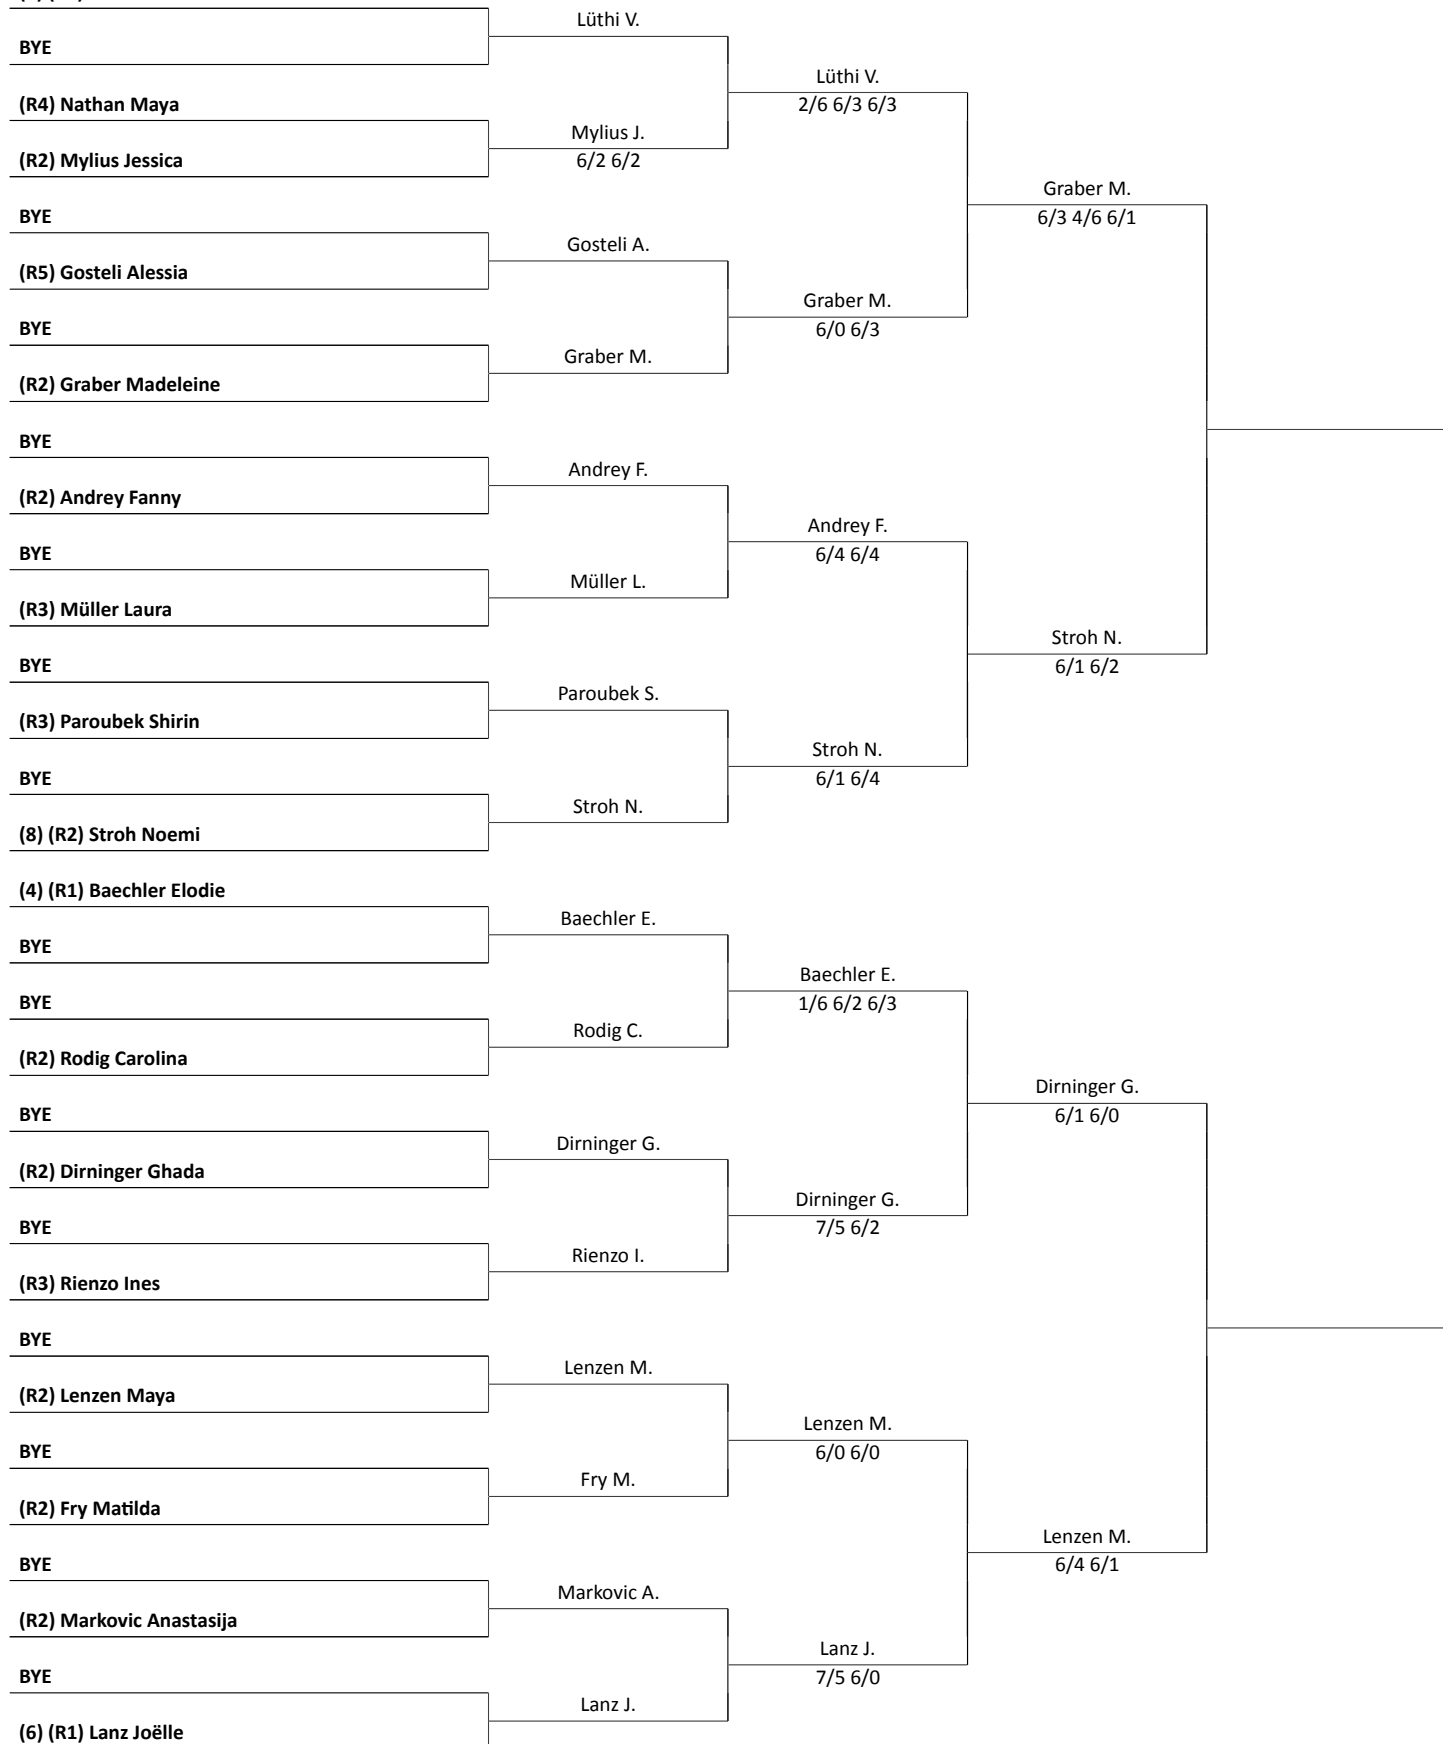 BYE
(R4) Nathan Maya
(R2) Mylius Jessica
BYE
(R5) Gosteli Alessia
BYE
(R2) Graber Madeleine
BYE
(R2) Andrey Fanny
BYE
(R3) Müller Laura
BYE
(R3) Paroubek Shirin
BYE
(8) (R2) Stroh Noemi
(4) (R1) Baechler Elodie
BYE
BYE
(R2) Rodig Carolina
BYE
(R2) Dirninger Ghada
BYE
(R3) Rienzo Ines
BYE
(R2) Lenzen Maya
BYE
(R2) Fry Matilda
BYE
(R2) Markovic Anastasija
BYE
(6) (R1) Lanz Joëlle
Lüthi V.
Mylius J.
6/2 6/2
Gosteli A.
Graber M.
Andrey F.
Müller L.
Paroubek S.
Stroh N.
Baechler E.
Rodig C.
Dirninger G.
Rienzo I.
Lenzen M.
Fry M.
Markovic A.
Lanz J.
Lüthi V.
2/6 6/3 6/3
Graber M.
6/0 6/3
Andrey F.
6/4 6/4
Stroh N.
6/1 6/4
Baechler E.
1/6 6/2 6/3
Dirninger G.
7/5 6/2
Lenzen M.
6/0 6/0
Lanz J.
7/5 6/0
Graber M.
6/3 4/6 6/1
Stroh N.
6/1 6/2
Dirninger G.
6/1 6/0
Lenzen M.
6/4 6/1